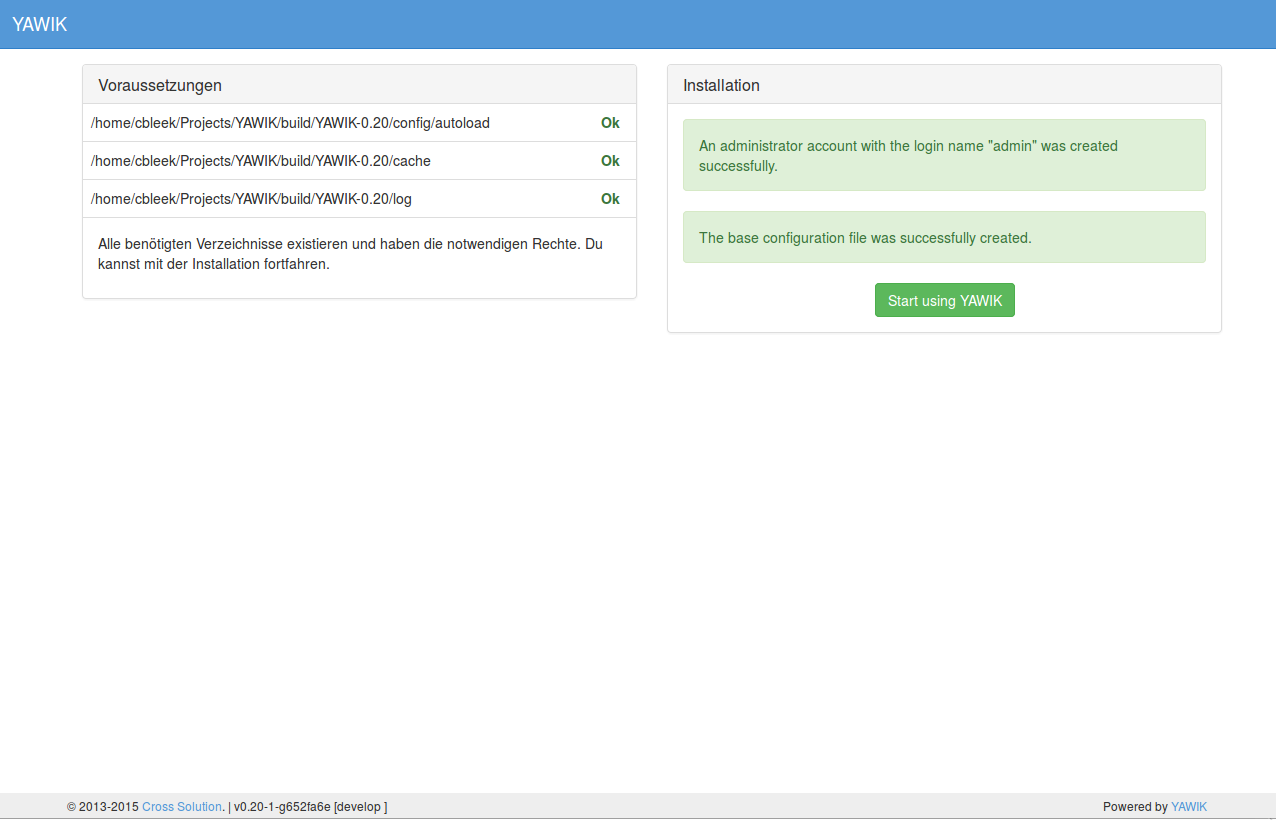 YAWIK
Voraussetzungen
/home/cbleek/Projects/YAWIK/build/YAWIK-0.20/config/autoload Ok
/home/cbleek/Projects/YAWIK/build/YAWIK-0.20/cache Ok
/home/cbleek/Projects/YAWIK/build/YAWIK-0.20/log Ok
Alle benötigten Verzeichnisse existieren und haben die notwendigen Rechte. Du
kannst mit der Installation fortfahren.
Installation
An administrator account with the login name "admin" was created
successfully.
The base configuration file was successfully created.
Start using YAWIK
© 2013-2015 Cross Solution. | v0.20-1-g652fa6e [develop ]
Powered by YAWIK